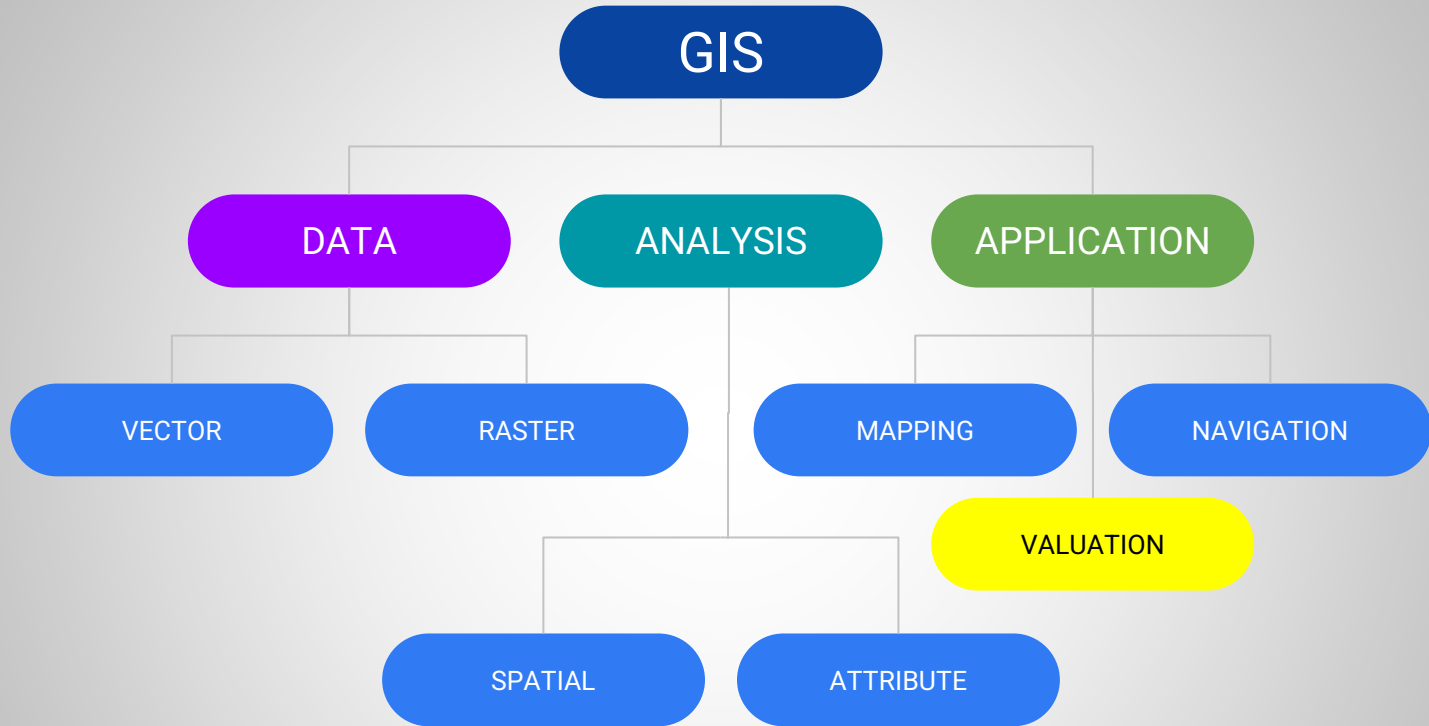 GIS
DATA
ANALYSIS
APPLICATION
VECTOR
RASTER
MAPPING
NAVIGATION
VALUATION
SPATIAL
ATTRIBUTE